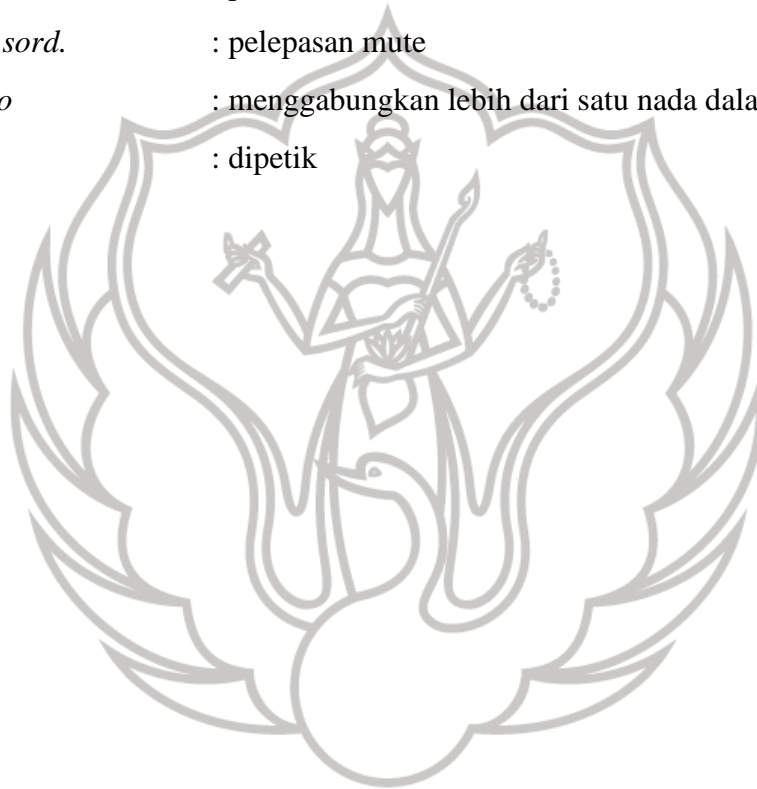 sord. : pelepasan mute
o : menggabungkan lebih dari satu nada dala
: dipetik